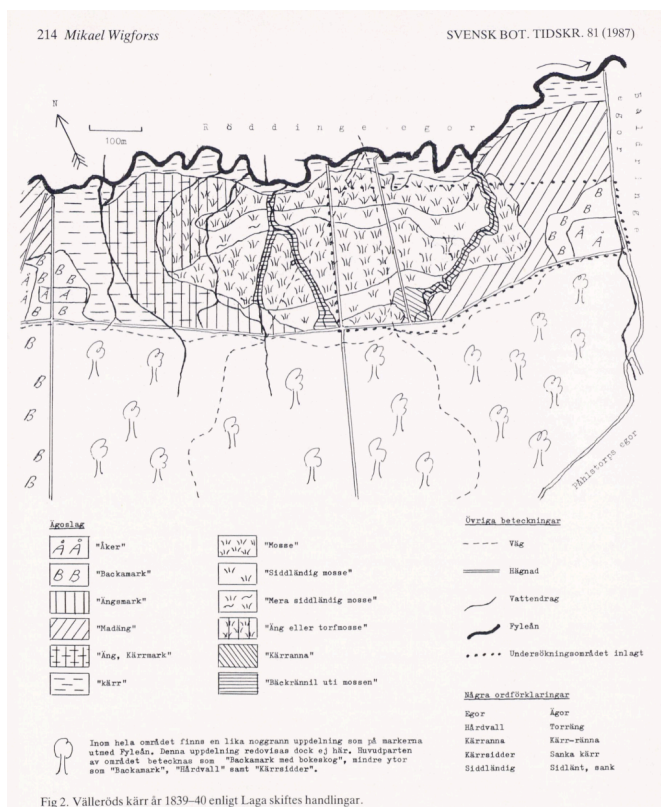 214 Mikael Wigforss
SVENSK BOT. TIDSKR. 81 (1987)
N
100m
Röddinge egor
Baldringe egor
B
B B
B B
Å
Å Å
B B
B
B B
B
B Å
B Å
B
B
B
B
B
Påhlstorps egor
Ägoslag
Å Å "Åker"
B B "Backamark"
"Ängsmark"
"Madäng"
"Äng, Kärrmark"
"kärr"
"Mosse"
"Siddländig mosse"
"Mera siddländig mosse"
"Äng eller torfmosse"
"Kärranna"
"Bäckrännil uti mossen"
Övriga beteckningar
Väg
Hägnad
Vattendrag
Fyleån
Undersökningsområdet inlagt
Några ordförklaringar
Egor Ägor
Hårdvall Torräng
Kärranna Kärr-ränna
Kärrsidder Sanka kärr
Siddländig Sidlänt, sank
Inom hela området finns en lika noggrann uppdelning som på markerna
utmed Fyleån. Denna uppdelning redovisas dock ej här. Huvudparten
av området betecknas som "Backamark med bokeskog", mindre ytor
som "Backamark", "Hårdvall" samt "Kärrsidder".
Fig 2. Välleröds kärr år 1839–40 enligt Laga skiftes handlingar.